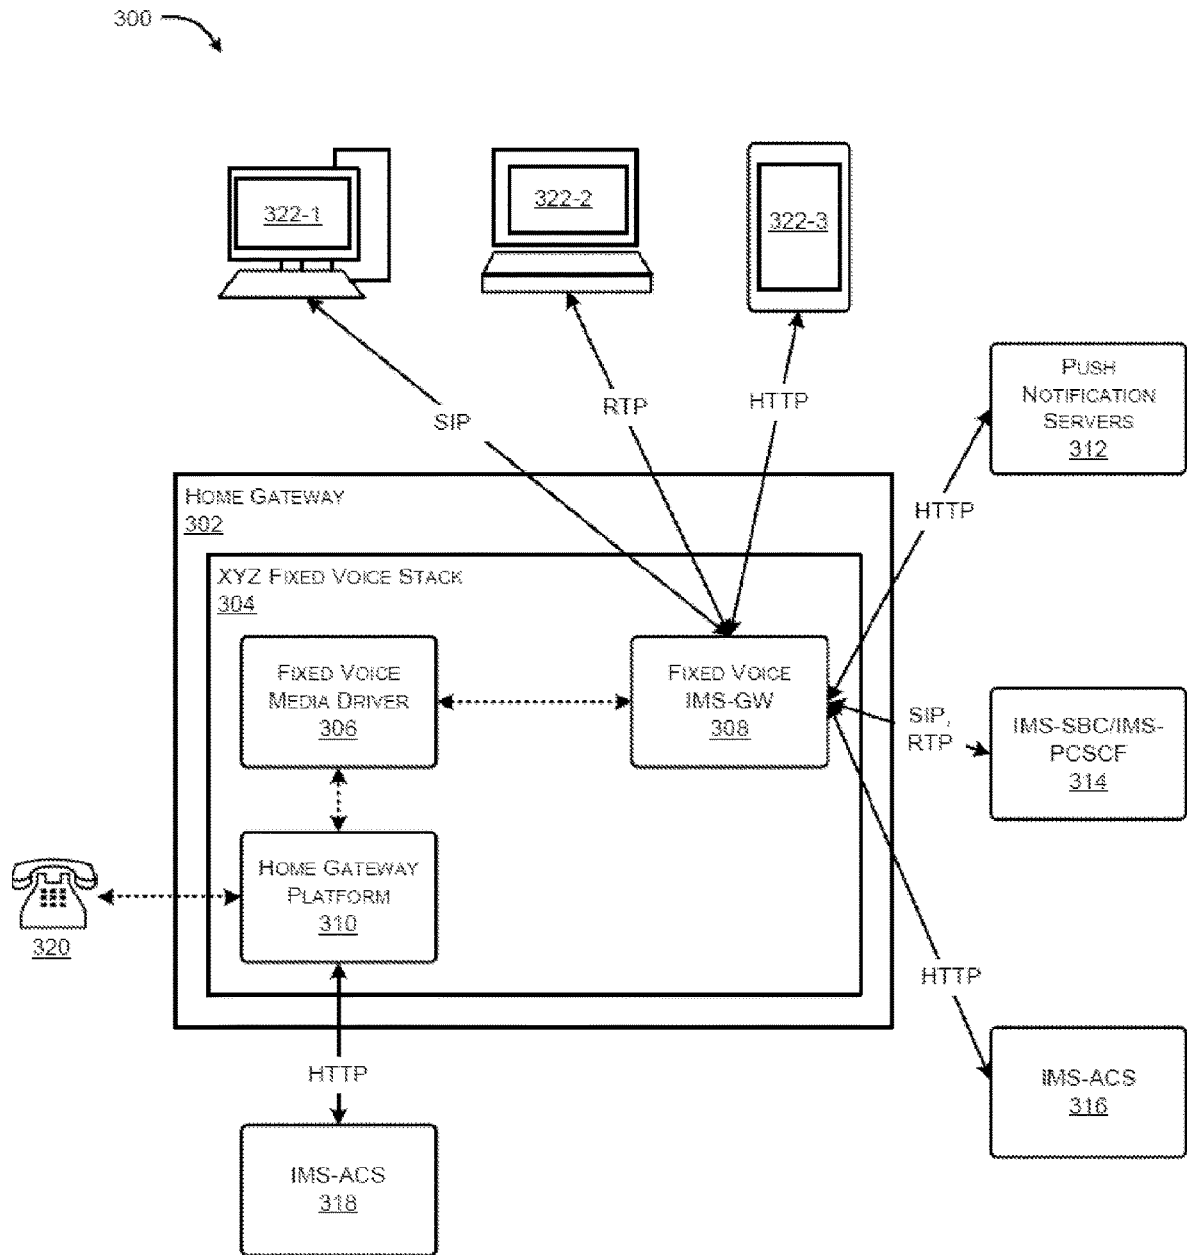 300
322-1
322-2
322-3
SIP
RTP
HTTP
PUSH
NOTIFICATION
SERVERS
312
HTTP
HOME GATEWAY
302
XYZ FIXED VOICE STACK
304
FIXED VOICE
MEDIA DRIVER
306
FIXED VOICE
IMS-GW
308
SIP,
RTP
IMS-SBC/IMS-
PCSCF
314
HOME GATEWAY
PLATFORM
310
320
HTTP
IMS-ACS
316
HTTP
IMS-ACS
318